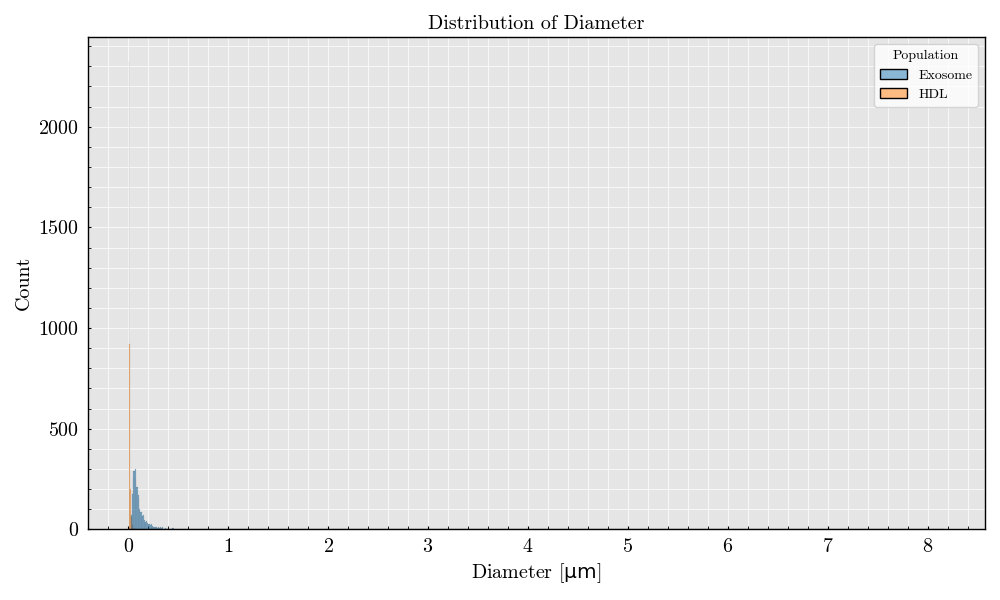 Distribution of Diameter
Population
Exosome
HDL
2000
1500
1000
500
0
Count
0 1 2 3 4 5 6 7 8
Diameter [µm]